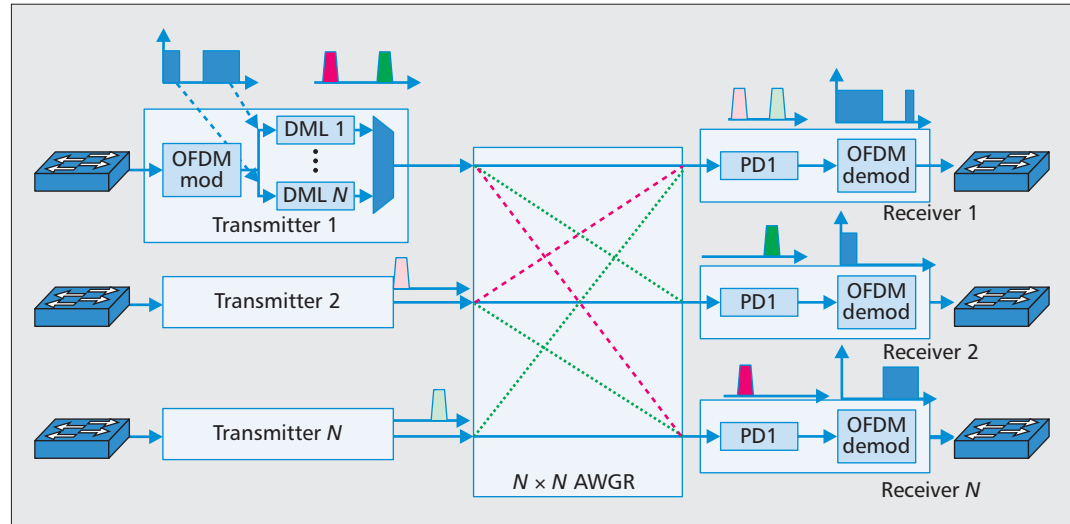 DML 1
OFDM
mod
DML N
Transmitter 1
PD1
OFDM
demod
Receiver 1
Transmitter 2
PD1
OFDM
demod
Receiver 2
Transmitter N
PD1
OFDM
demod
Receiver N
N × N AWGR